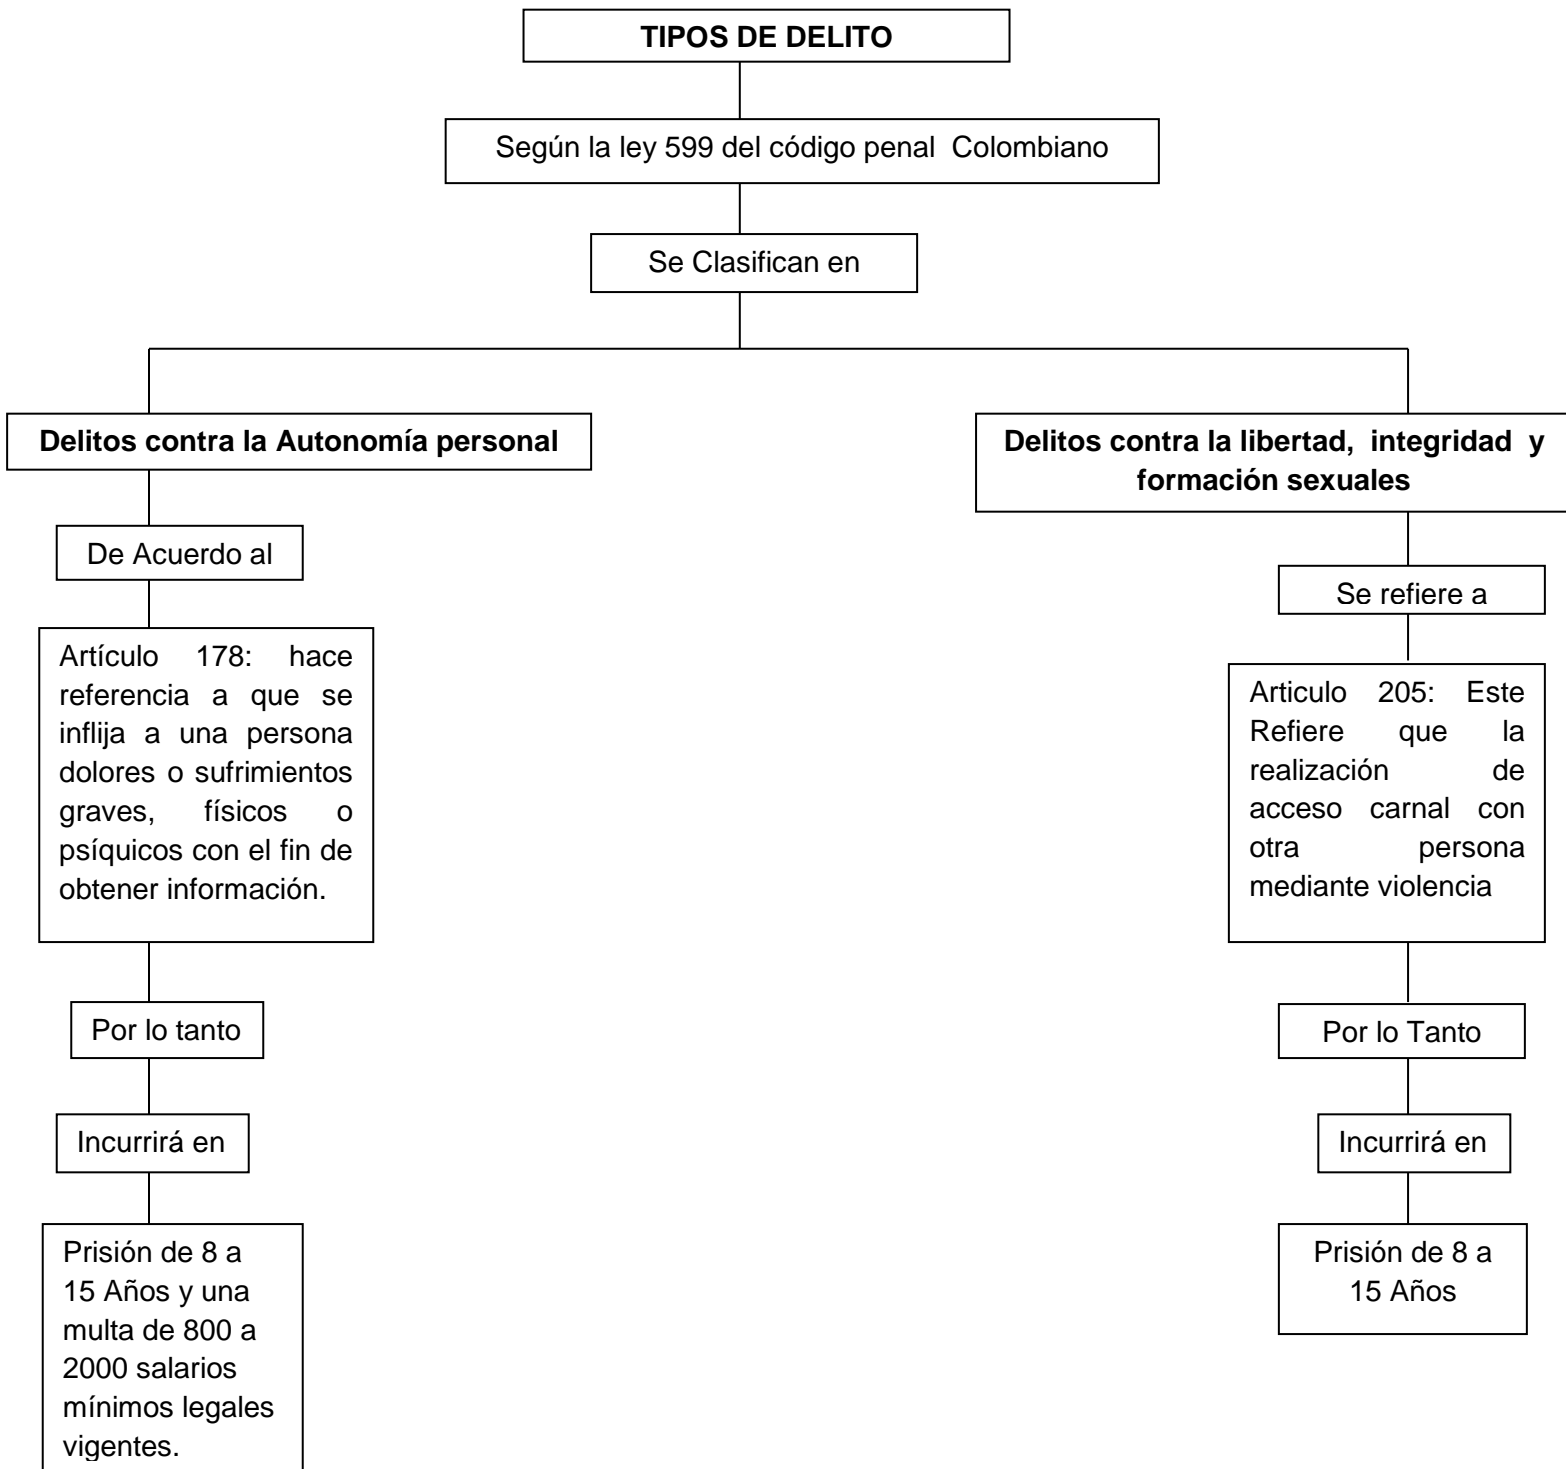 TIPOS DE DELITO
Según la ley 599 del código penal Colombiano
Se Clasifican en
Delitos contra la Autonomía personal
De Acuerdo al
Artículo 178: hace
referencia a que se
inflija a una persona
dolores o sufrimientos
graves, físicos o
psíquicos con el fin de
obtener información.
Por lo tanto
Incurrirá en
Prisión de 8 a
15 Años y una
multa de 800 a
2000 salarios
mínimos legales
vigentes.
Delitos contra la libertad, integridad y
formación sexuales
Se refiere a
Articulo 205: Este
Refiere que la
realización de
acceso carnal con
otra persona
mediante violencia
Por lo Tanto
Incurrirá en
Prisión de 8 a
15 Años